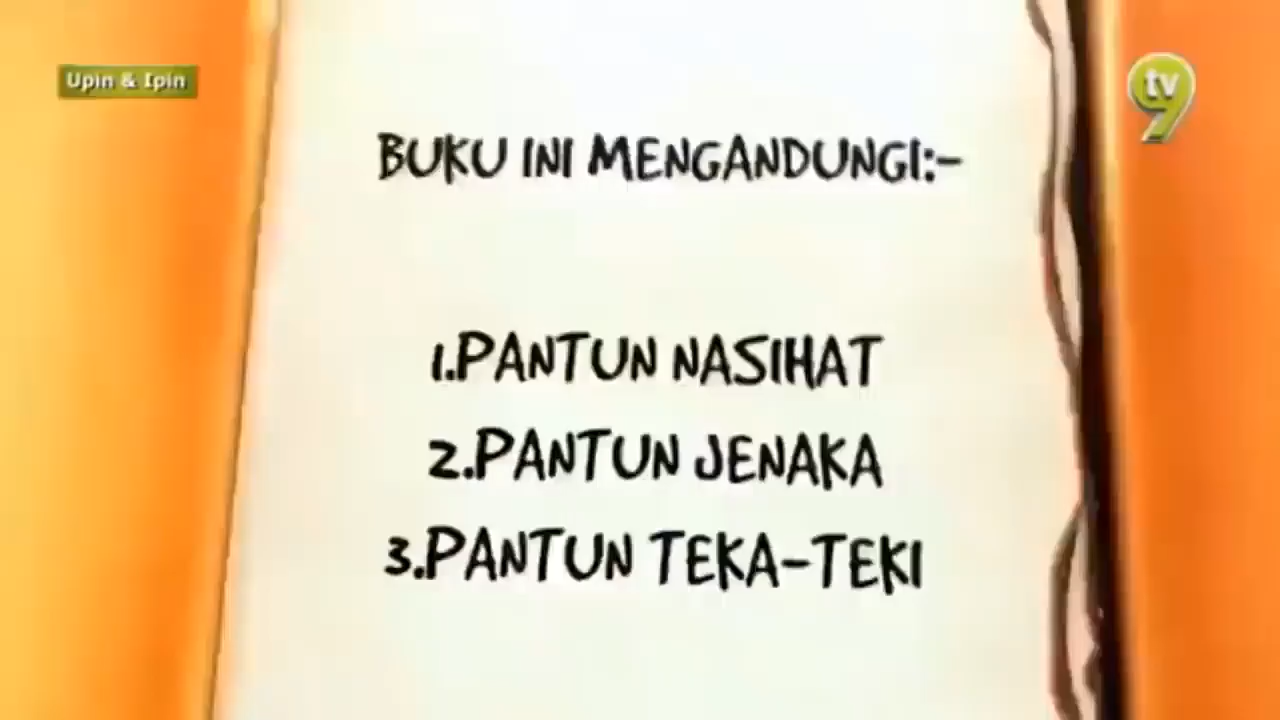 Upin & Ipin
tv9
BUKU INI MENGANDUNGI:-
1.PANTUN NASIHAT
2.PANTUN JENAKA
3.PANTUN TEKA-TEKI